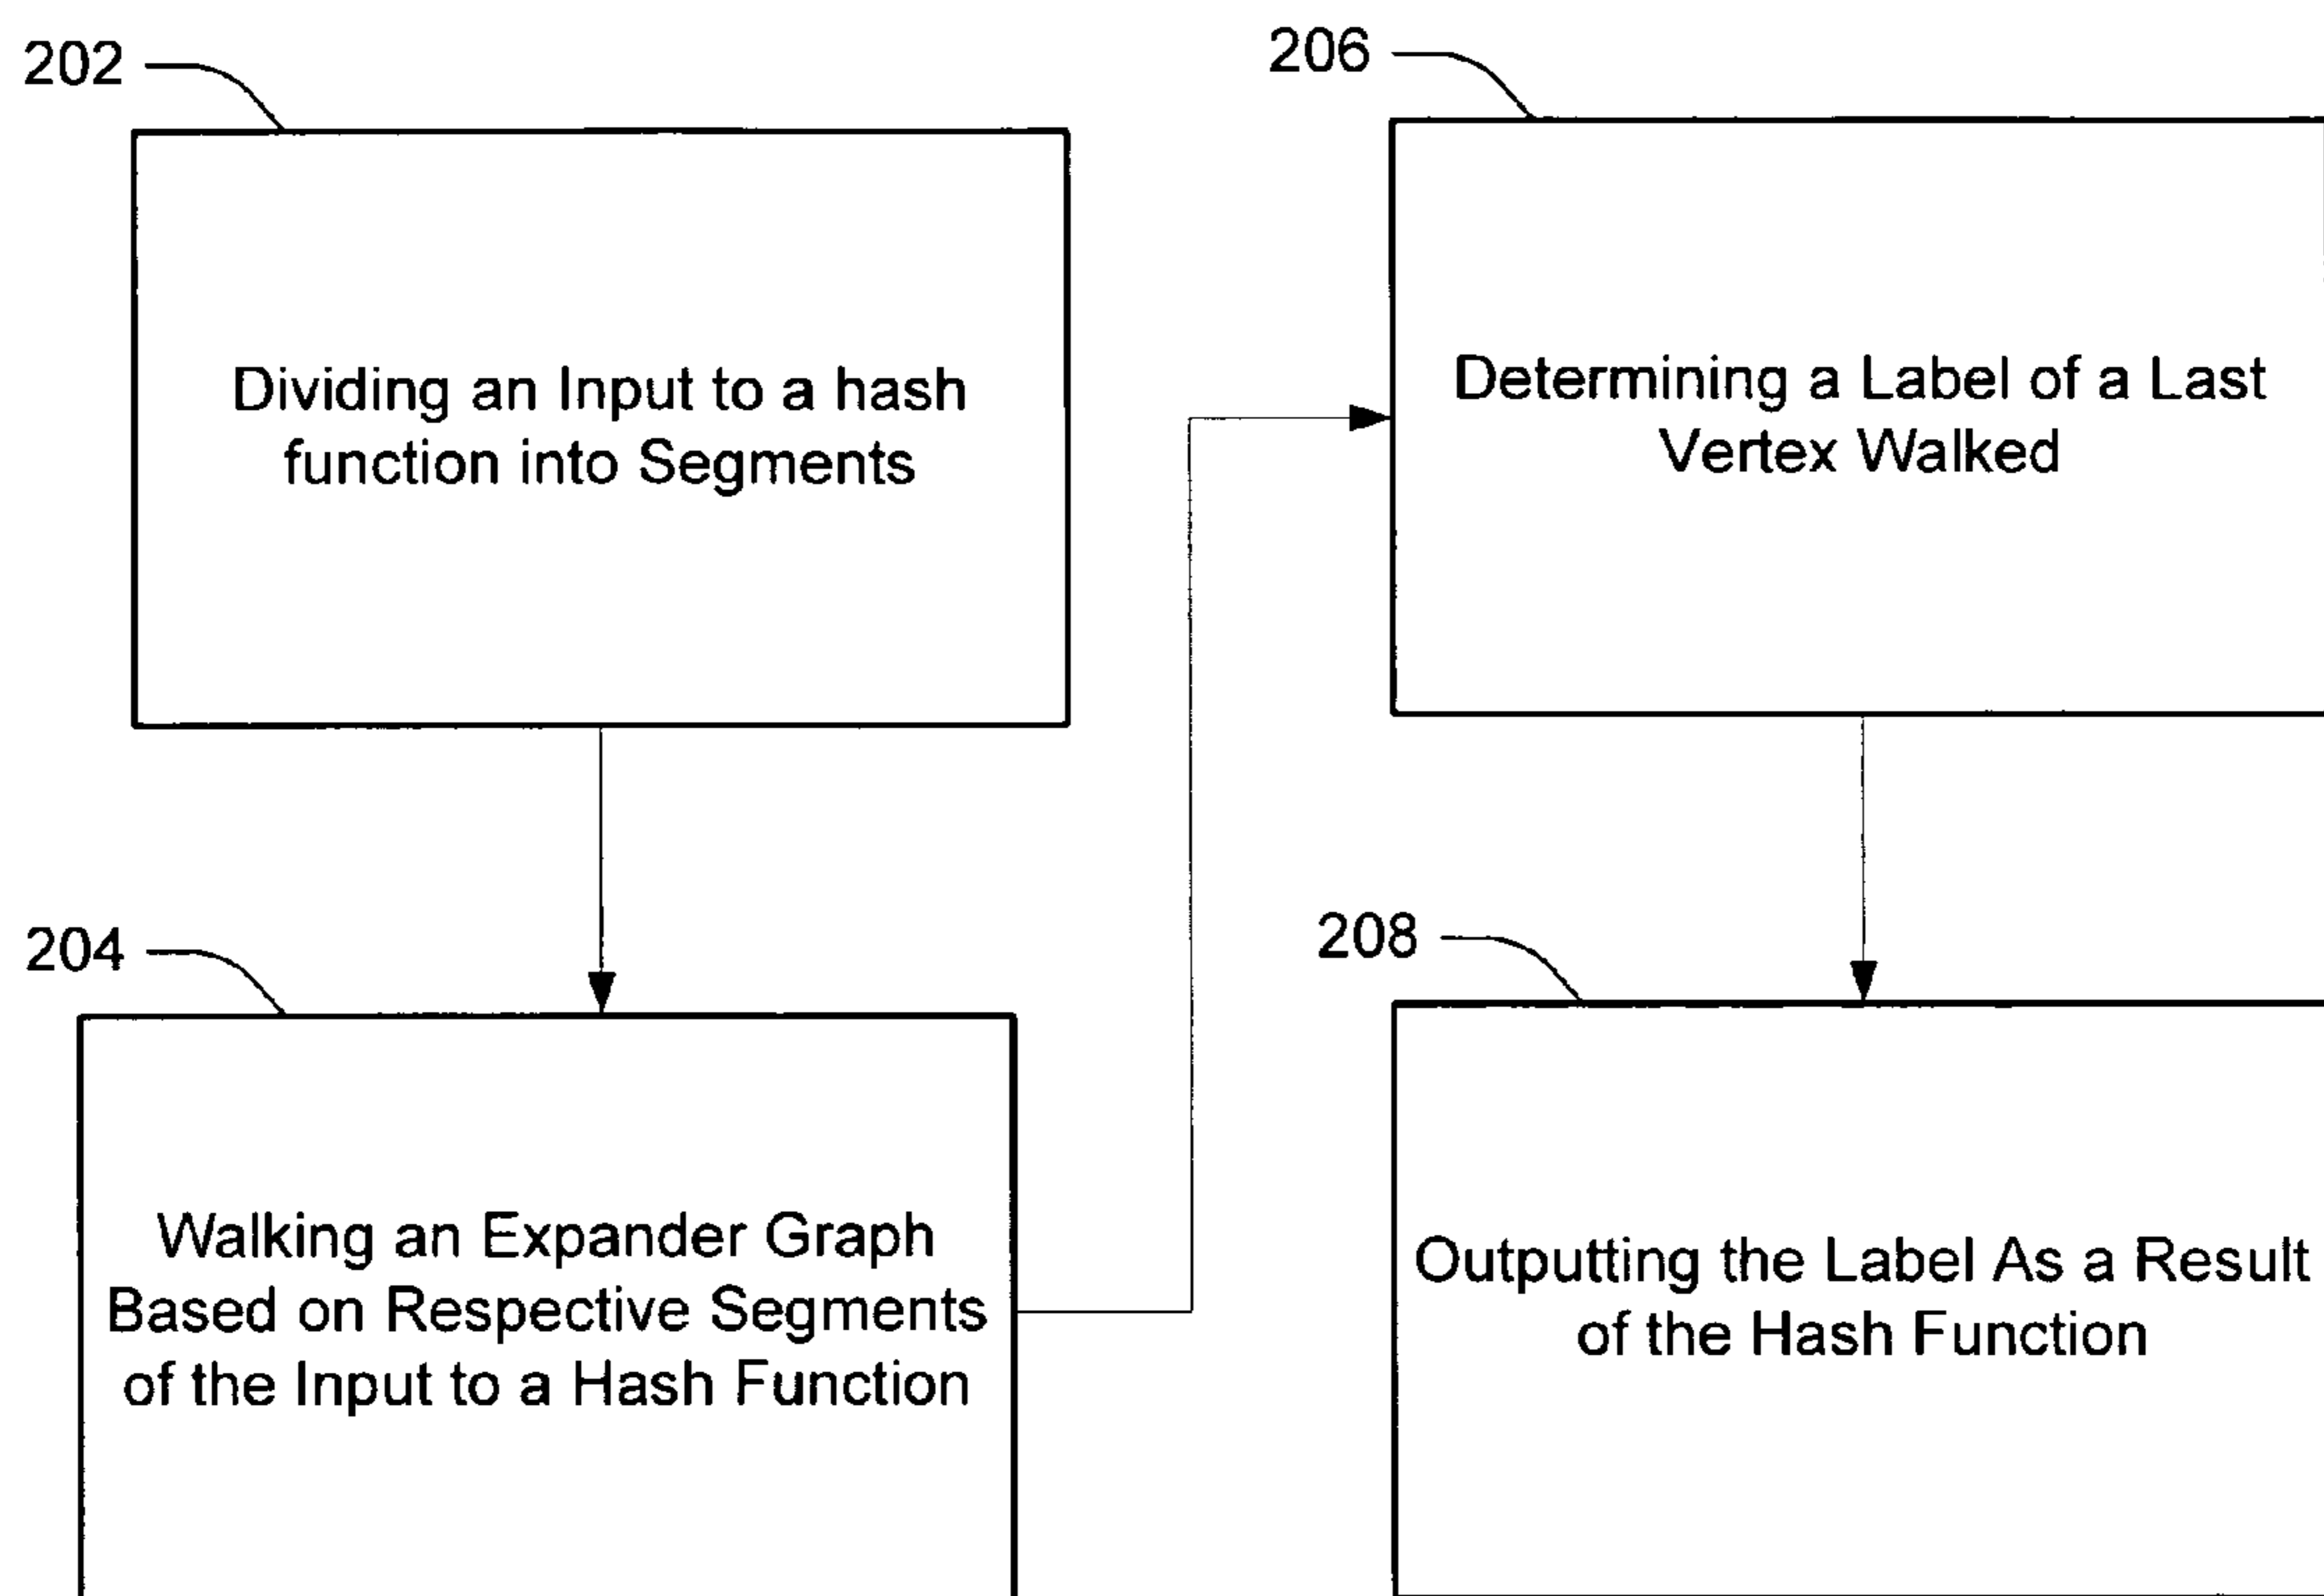 202
Dividing an Input to a hash
function into Segments
204
Walking an Expander Graph
Based on Respective Segments
of the Input to a Hash Function
206
Determining a Label of a Last
Vertex Walked
208
Outputting the Label As a Result
of the Hash Function